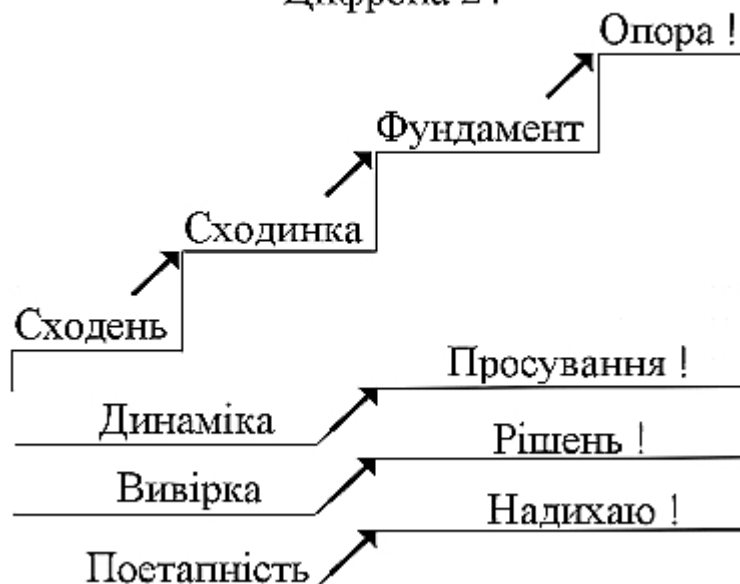 Опора !
Фундамент
Сходинка
Сходень
Просування !
Динаміка
Рішень !
Вивірка
Надихаю !
Поетапність